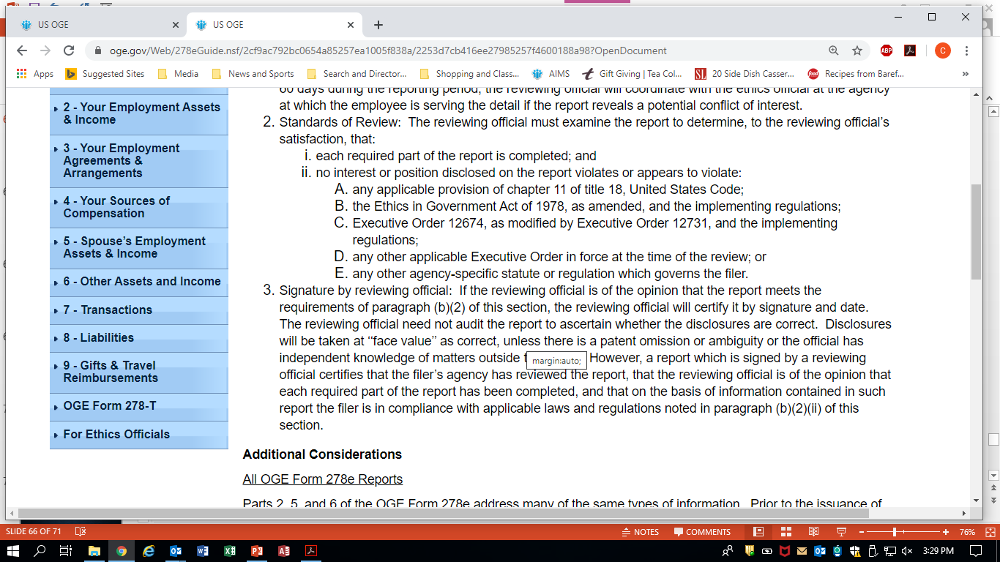 US OGE
US OGE
oge.gov/Web/278eGuide.nsf/2cf9ac792bc0654a85257ea1005f838a/2253d7cb416ee27985257f4600188a98?OpenDocument
ABP
C
Apps
Suggested Sites
Media
News and Sports
Search and Director...
Shopping and Class...
AIMS
Gift Giving | Tea Col...
SL 20 Side Dish Casser...
food Recipes from Baref...
»
2 - Your Employment Assets
& Income
3 - Your Employment
Agreements &
Arrangements
4 - Your Sources of
Compensation
5 - Spouse's Employment
Assets & Income
6 - Other Assets and Income
7 - Transactions
8 - Liabilities
9 - Gifts & Travel
Reimbursements
OGE Form 278-T
For Ethics Officials
60 days during the reporting period, the reviewing official will coordinate with the ethics official at the agency
at which the employee is serving the detail if the report reveals a potential conflict of interest.
2. Standards of Review: The reviewing official must examine the report to determine, to the reviewing official's
satisfaction, that:
i. each required part of the report is completed; and
ii. no interest or position disclosed on the report violates or appears to violate:
A. any applicable provision of chapter 11 of title 18, United States Code;
B. the Ethics in Government Act of 1978, as amended, and the implementing regulations;
C. Executive Order 12674, as modified by Executive Order 12731, and the implementing
regulations;
D. any other applicable Executive Order in force at the time of the review; or
E. any other agency-specific statute or regulation which governs the filer.
3. Signature by reviewing official: If the reviewing official is of the opinion that the report meets the
requirements of paragraph (b)(2) of this section, the reviewing official will certify it by signature and date.
The reviewing official need not audit the report to ascertain whether the disclosures are correct. Disclosures
will be taken at "face value" as correct, unless there is a patent omission or ambiguity or the official has
independent knowledge of matters outside t margin:auto; However, a report which is signed by a reviewing
official certifies that the filer's agency has reviewed the report, that the reviewing official is of the opinion that
each required part of the report has been completed, and that on the basis of information contained in such
report the filer is in compliance with applicable laws and regulations noted in paragraph (b)(2)(ii) of this
section.
Additional Considerations
All OGE Form 278e Reports
Parts 2, 5, and 6 of the OGE Form 278e address many of the same types of information. Prior to the issuance of
SLIDE 66 OF 71
NOTES
COMMENTS
76%
3:29 PM